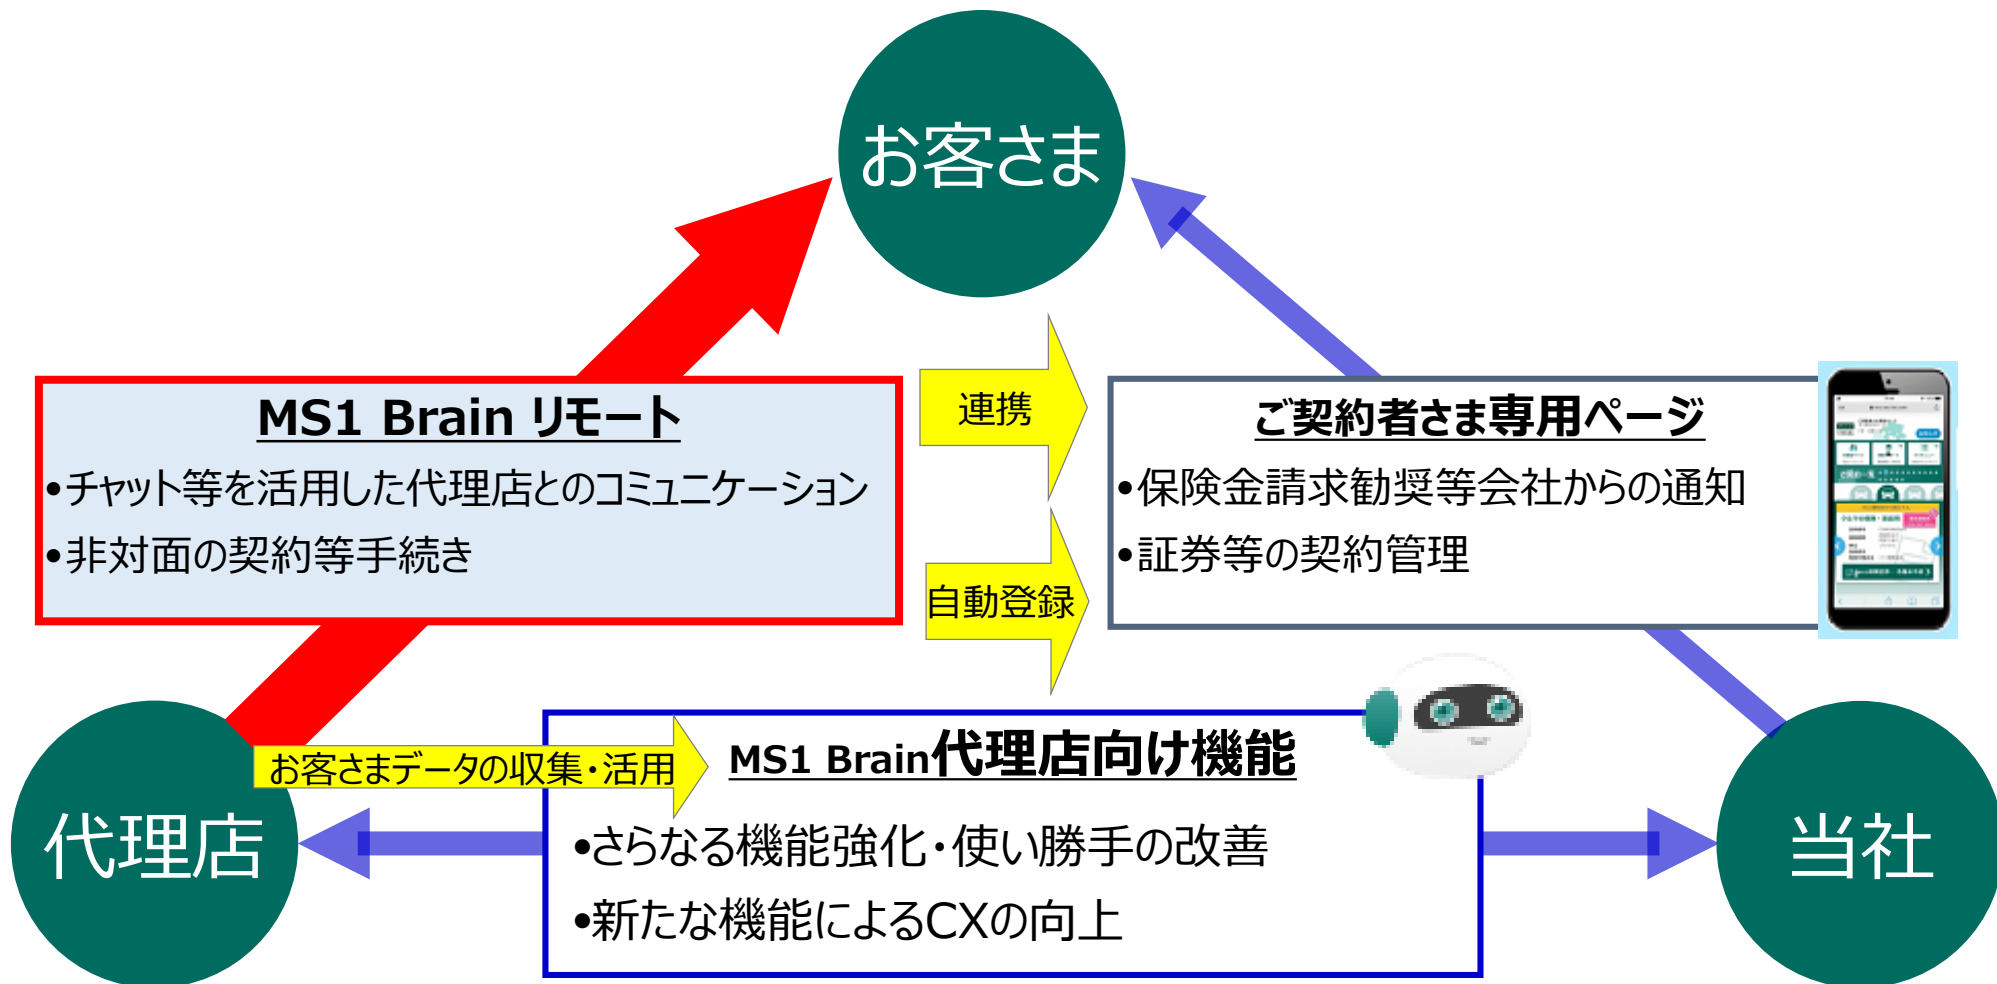 お客さま
MS1 Brain リモート
•チャット等を活用した代理店とのコミュニケーション
•非対面の契約等手続き
連携
自動登録
ご契約者さま専用ページ
•保険金請求勧奨等会社からの通知
•証券等の契約管理
お客さまデータの収集・活用
MS1 Brain代理店向け機能
•さらなる機能強化・使い勝手の改善
•新たな機能によるCXの向上
代理店
当社